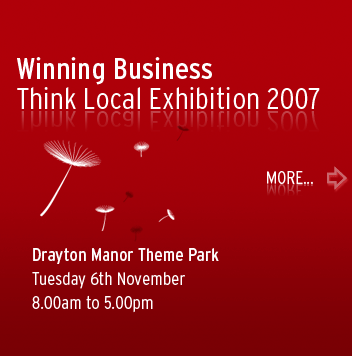 Winning Business
Think Local Exhibition 2007
MORE...
Drayton Manor Theme Park
Tuesday 6th November
8.00am to 5.00pm